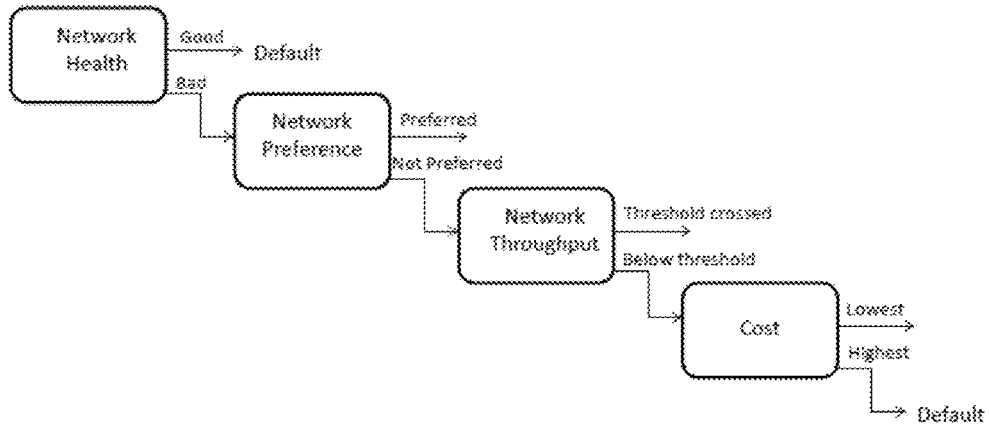 Network
Health
Good
Default
Bad
Network
Preference
Preferred
Not Preferred
Network
Throughput
Threshold crossed
Below threshold
Cost
Lowest
Highest
Default